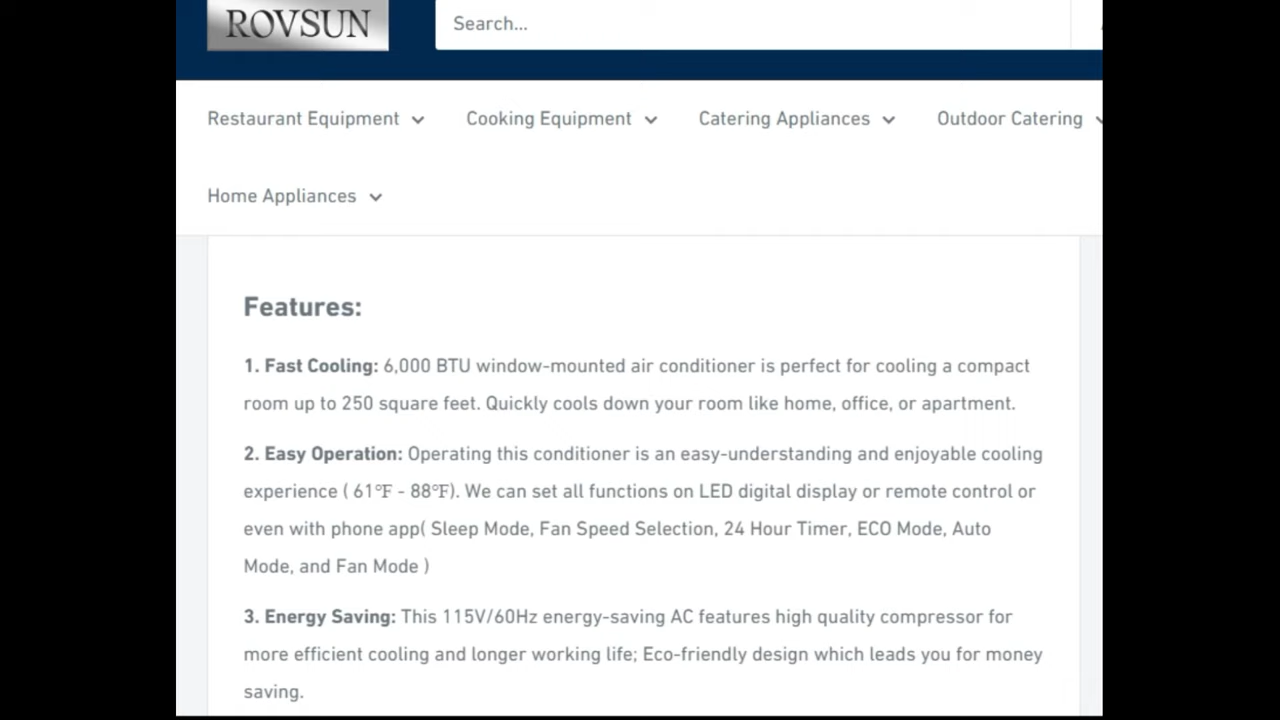 ROVSUN
Search...
Restaurant Equipment
Cooking Equipment
Catering Appliances
Outdoor Catering
Home Appliances
Features:
1. Fast Cooling: 6,000 BTU window-mounted air conditioner is perfect for cooling a compact
room up to 250 square feet. Quickly cools down your room like home, office, or apartment.
2. Easy Operation: Operating this conditioner is an easy-understanding and enjoyable cooling
experience ( 61℉ - 88℉). We can set all functions on LED digital display or remote control or
even with phone app( Sleep Mode, Fan Speed Selection, 24 Hour Timer, ECO Mode, Auto
Mode, and Fan Mode )
3. Energy Saving: This 115V/60Hz energy-saving AC features high quality compressor for
more efficient cooling and longer working life; Eco-friendly design which leads you for money
saving.